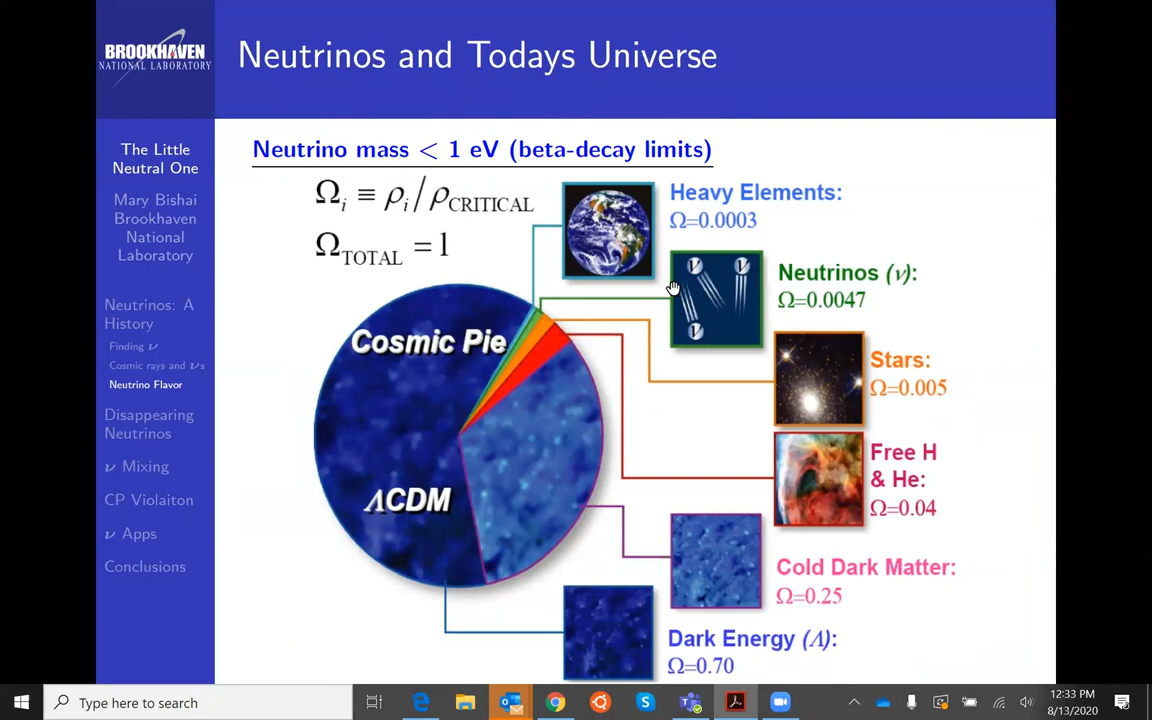 BROOKHAVEN
NATIONAL LABORATORY
Neutrinos and Todays Universe
The Little
Neutral One
Mary Bishai
Brookhaven
National
Laboratory
Neutrinos: A
History
Finding ν
Cosmic rays and νs
Neutrino Flavor
Disappearing
Neutrinos
ν Mixing
CP Violaiton
ν Apps
Conclusions
Neutrino mass < 1 eV (beta-decay limits)
Ωi ≡ ρi/ρCRITICAL
ΩTOTAL = 1
Heavy Elements:
Ω=0.0003
ν ν
ν
Neutrinos (ν):
Ω=0.0047
Cosmic Pie
Stars:
Ω=0.005
Free H
& He:
Ω=0.04
ΛCDM
Cold Dark Matter:
Ω=0.25
Dark Energy (Λ):
Ω=0.70
Type here to search
12:33 PM
8/13/2020